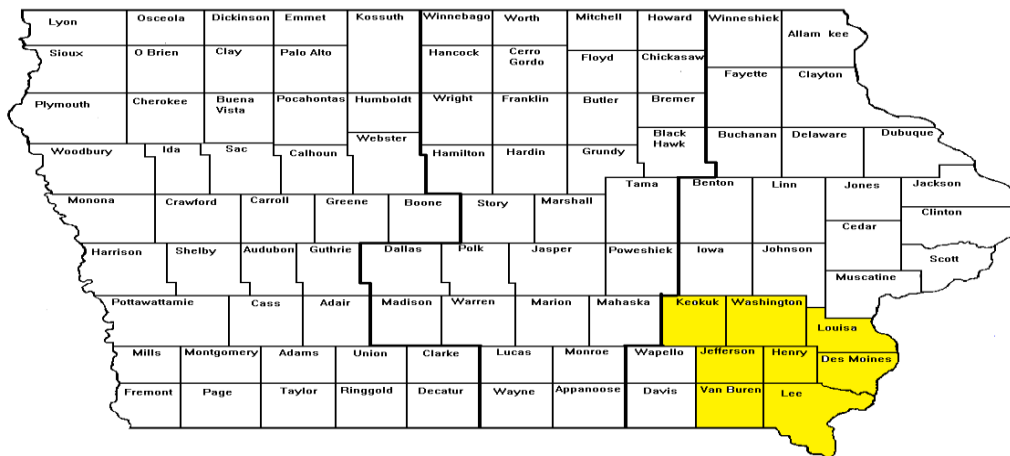 Lyon
Osceola
Dickinson
Emmet
Kossuth
Winnebago
Worth
Mitchell
Howard
Winneshiek
Allam kee
Sioux
O Brien
Clay
Palo Alto
Hancock
Cerro
Gordo
Floyd
Chickasaw
Fayette
Clayton
Plymouth
Cherokee
Buena
Vista
Pocahontas
Humboldt
Wright
Franklin
Butler
Bremer
Webster
Black
Hawk
Buchanan
Delaware
Dubuque
Woodbury
Ida
Sac
Calhoun
Hamilton
Hardin
Grundy
Tama
Benton
Linn
Jones
Jackson
Monona
Crawford
Carroll
Greene
Boone
Story
Marshall
Clinton
Cedar
Harrison
Shelby
Audubon
Guthrie
Dallas
Polk
Jasper
Poweshiek
Iowa
Johnson
Scott
Muscatine
Pottawattamie
Cass
Adair
Madison
Warren
Marion
Mahaska
Keokuk
Washington
Louisa
Mills
Montgomery
Adams
Union
Clarke
Lucas
Monroe
Wapello
Jefferson
Henry
Des Moines
Fremont
Page
Taylor
Ringgold
Decatur
Wayne
Appanoose
Davis
Van Buren
Lee